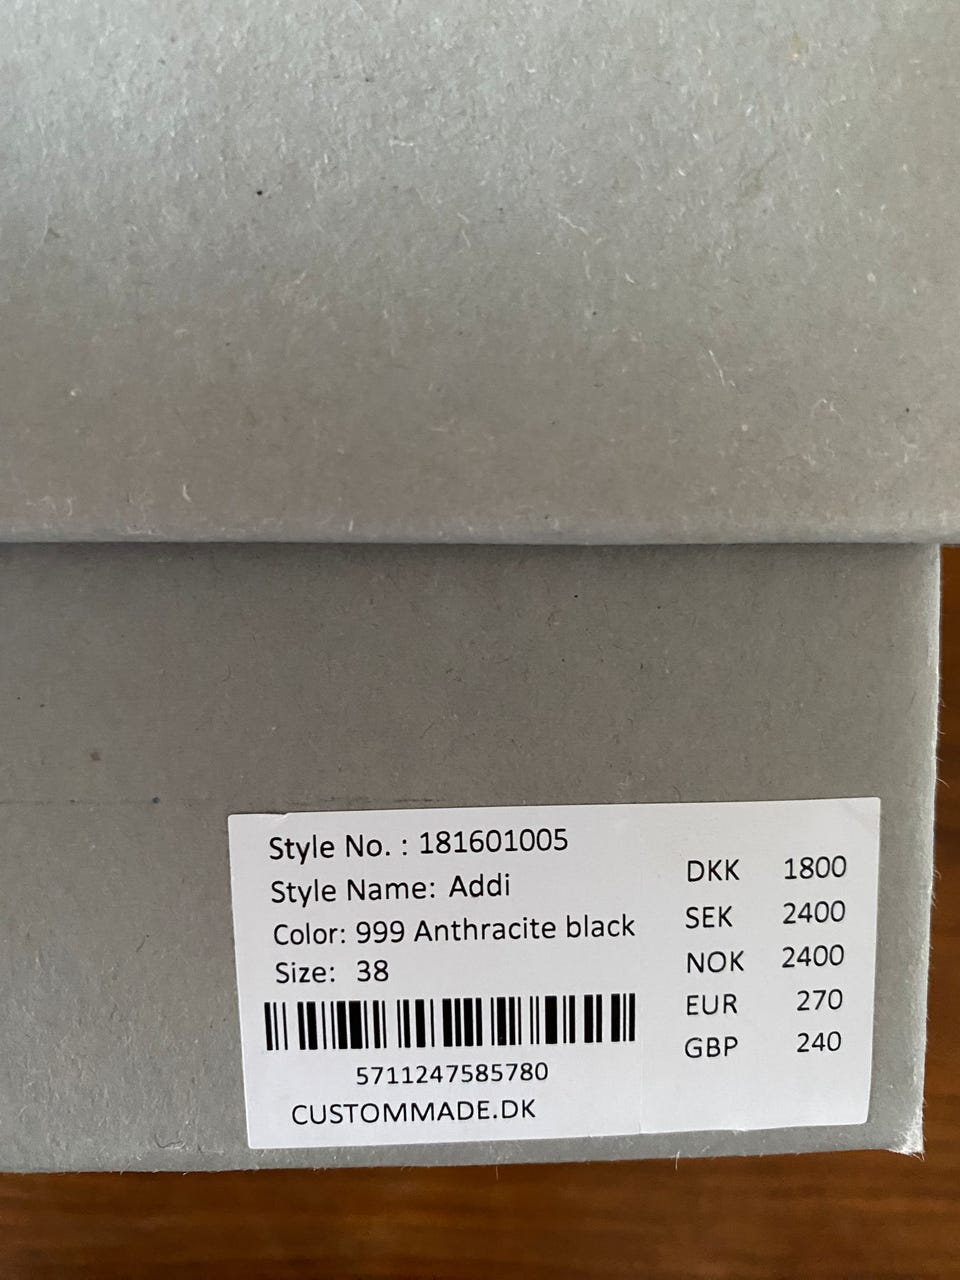 Style No. : 181601005
Style Name: Addi
Color: 999 Anthracite black
Size: 38
5711247585780
CUSTOMMADE.DK
DKK 1800
SEK 2400
NOK 2400
EUR 270
GBP 240